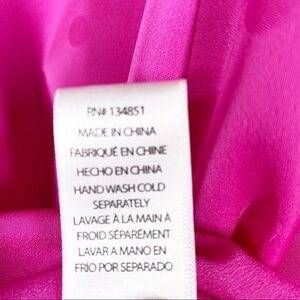 RN# 134851
MADE IN CHINA
FABRIQUÉ EN CHINE
HECHO EN CHINA
HAND WASH COLD
SEPARATELY
LAVAGE À LA MAIN À
FROID SÉPARÉMENT
LAVAR A MANO EN
FRÍO POR SEPARADO